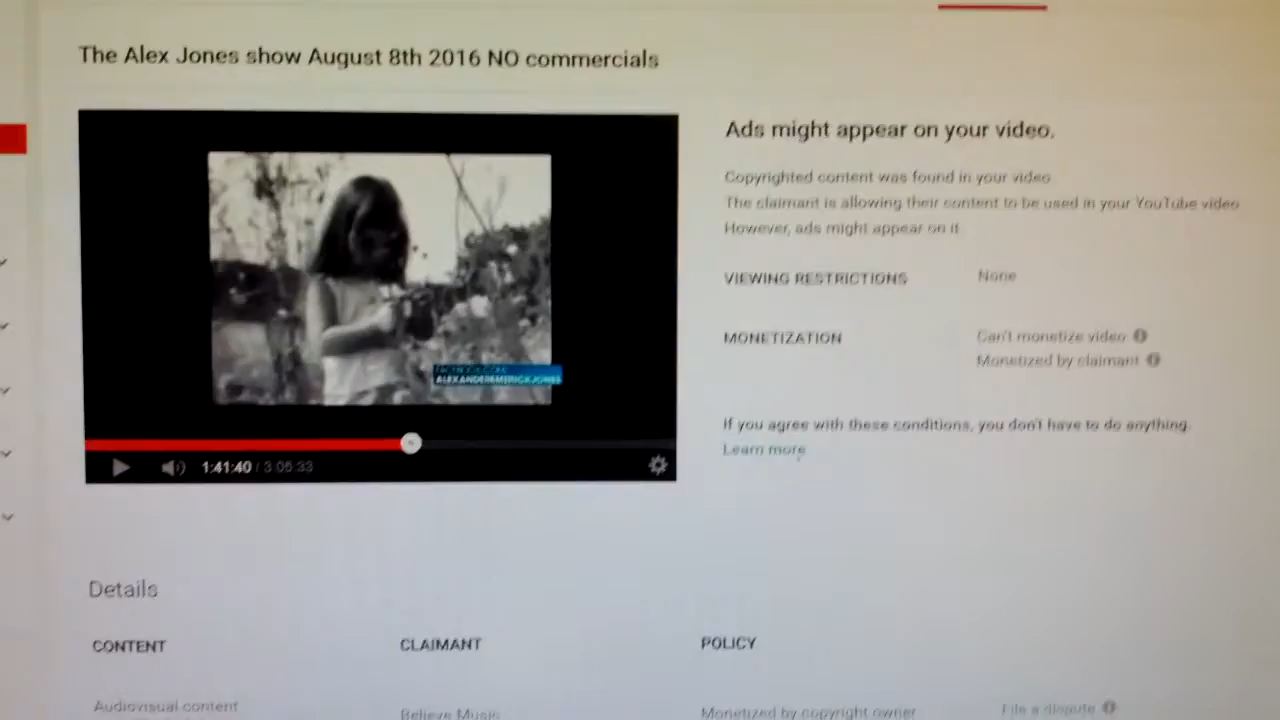 The Alex Jones show August 8th 2016 NO commercials
Ads might appear on your video.
Copyrighted content was found in your video.
The claimant is allowing their content to be used in your YouTube video.
However, ads might appear on it.
VIEWING RESTRICTIONS None
MONETIZATION Can't monetize video
Monetized by claimant
If you agree with these conditions, you don't have to do anything.
Learn more
FACEBOOK.COM/
ALEXANDEREMERICKJONES
1:41:40 / 3:05:33
Details
CONTENT CLAIMANT POLICY
Audiovisual content Believe Music Monetized by copyright owner File a dispute